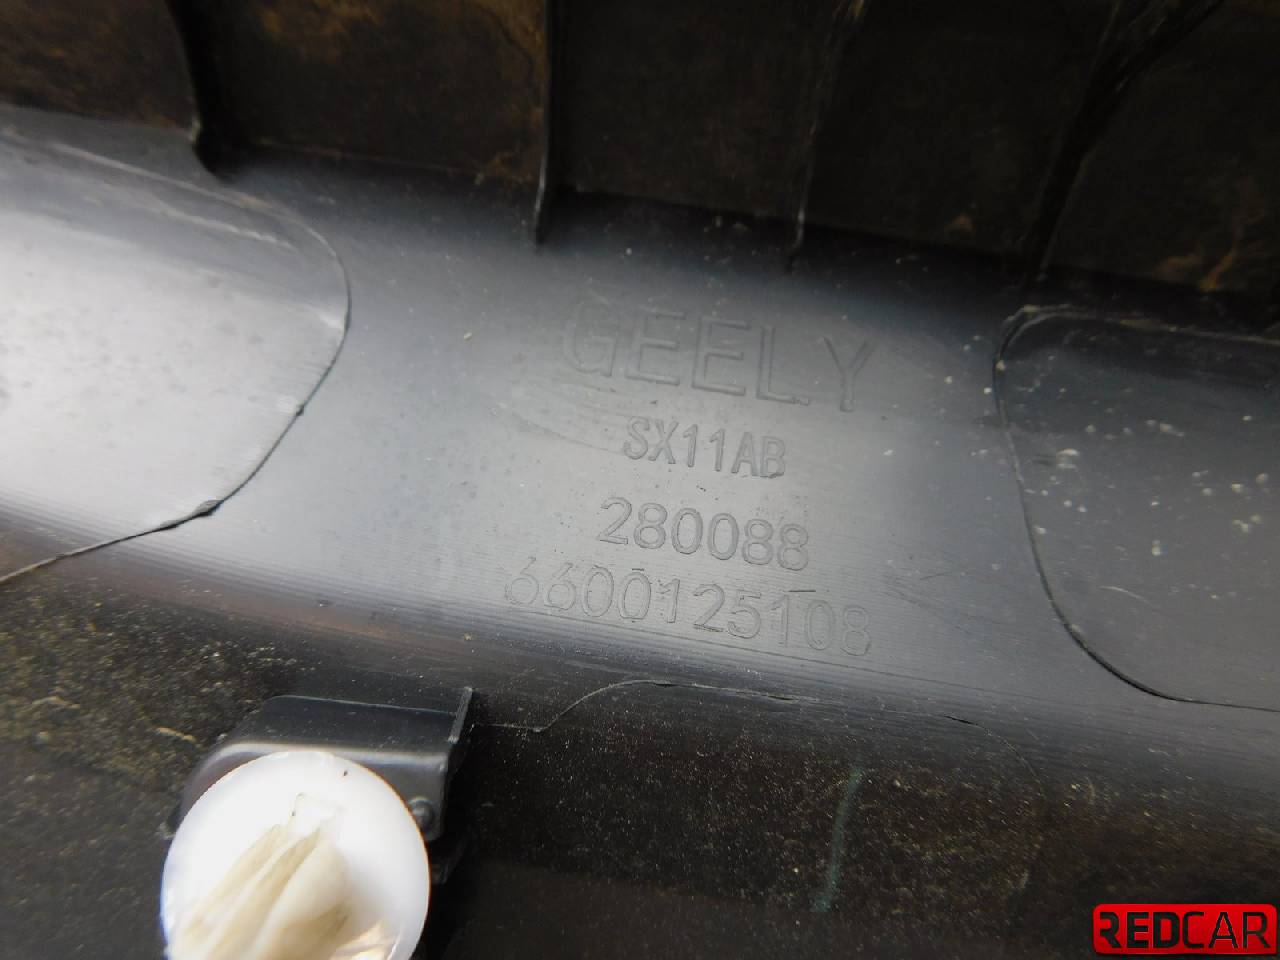 GEELY
SX11AB
280088
6600125108
REDCAR